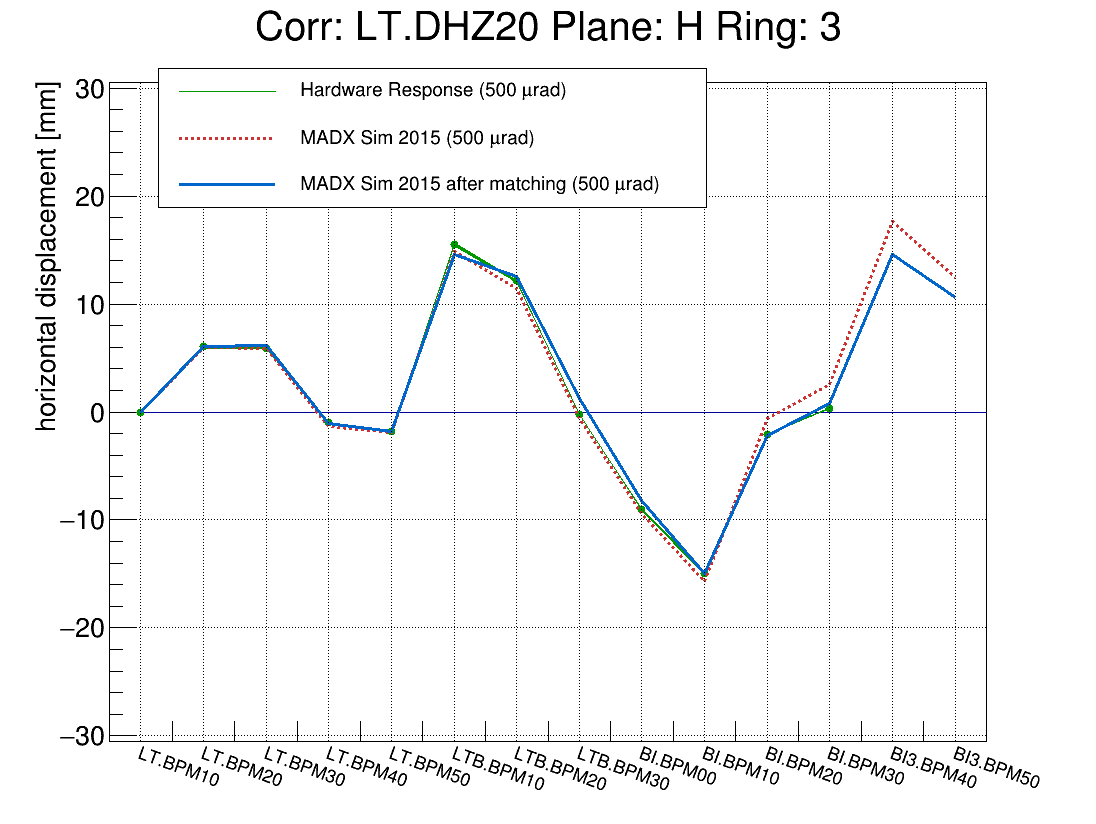 Corr: LT.DHZ20 Plane: H Ring: 3
horizontal displacement [mm]
Hardware Response (500 μrad)
MADX Sim 2015 (500 μrad)
MADX Sim 2015 after matching (500 μrad)
30
20
10
0
−10
−20
−30
LT.BPM10
LT.BPM20
LT.BPM30
LT.BPM40
LT.BPM50
LTB.BPM10
LTB.BPM20
LTB.BPM30
BI.BPM00
BI.BPM10
BI.BPM20
BI.BPM30
BI3.BPM40
BI3.BPM50